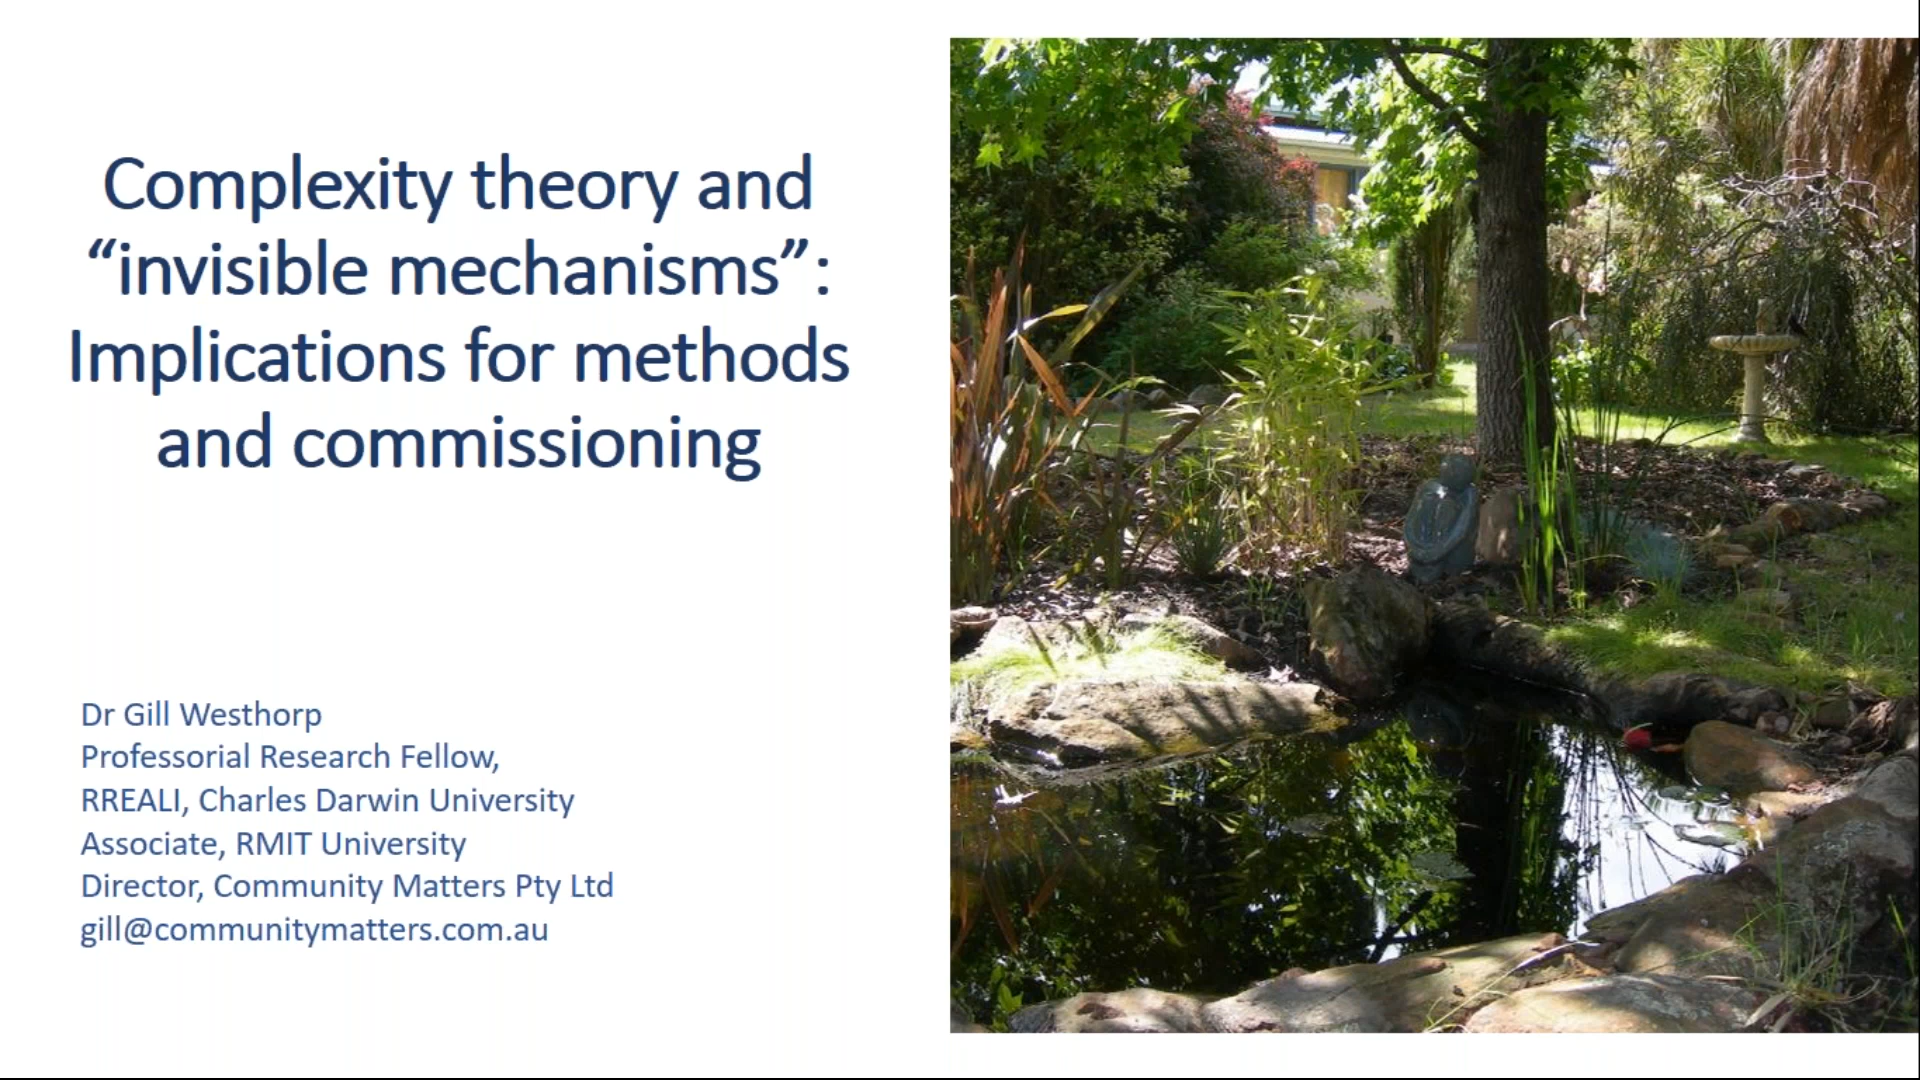 Complexity theory and
“invisible mechanisms”:
Implications for methods
and commissioning
Dr Gill Westhorp
Professorial Research Fellow,
RREALI, Charles Darwin University
Associate, RMIT University
Director, Community Matters Pty Ltd
gill@communitymatters.com.au